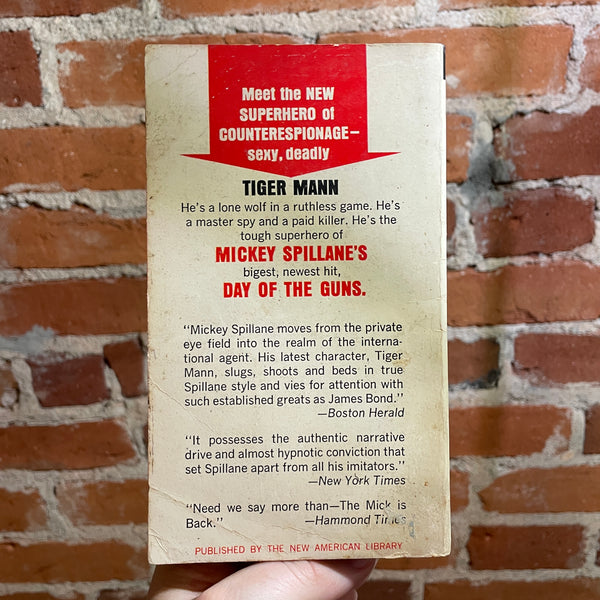 Meet the NEW
SUPERHERO of
COUNTERESPIONAGE—
sexy, deadly
TIGER MANN
He's a lone wolf in a ruthless game. He's
a master spy and a paid killer. He's the
tough superhero of
MICKEY SPILLANE'S
bigest, newest hit,
DAY OF THE GUNS.
"Mickey Spillane moves from the private
eye field into the realm of the interna-
tional agent. His latest character, Tiger
Mann, slugs, shoots and beds in true
Spillane style and vies for attention with
such established greats as James Bond."
—Boston Herald
"It possesses the authentic narrative
drive and almost hypnotic conviction that
set Spillane apart from all his imitators."
—New York Times
"Need we say more than—The Mick is
Back."
—Hammond Times
PUBLISHED BY THE NEW AMERICAN LIBRARY